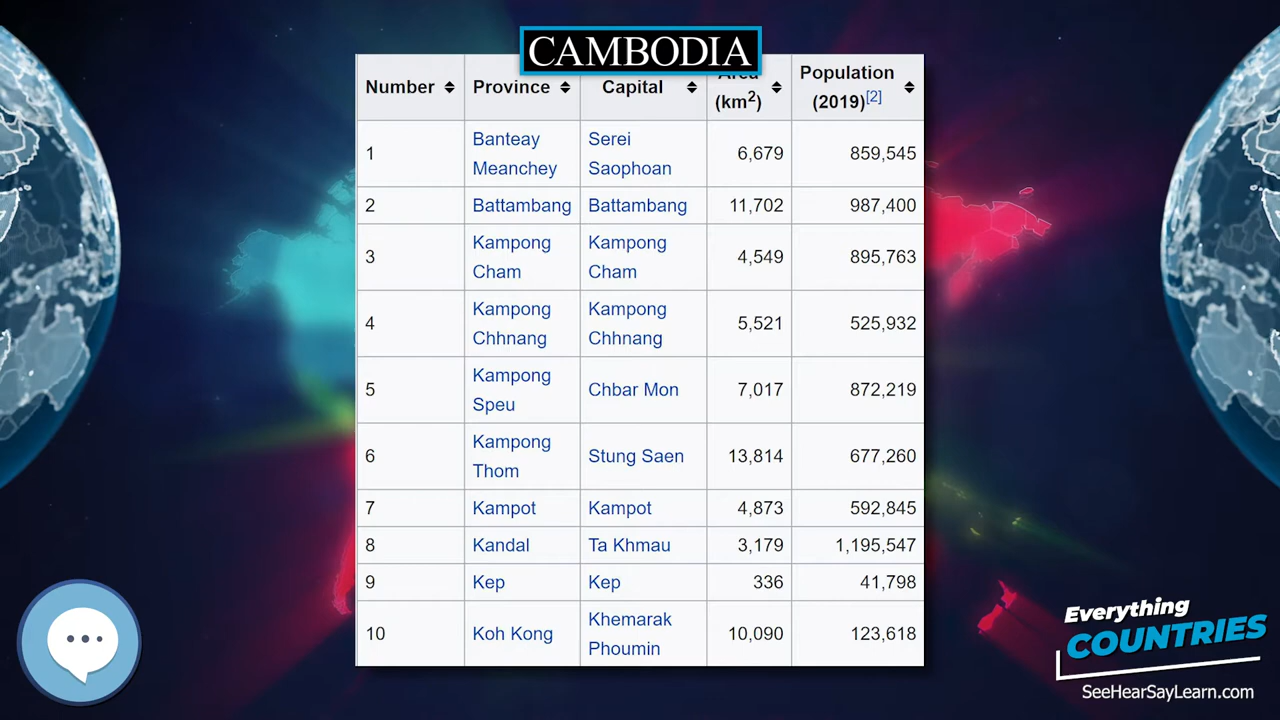 CAMBODIA
Number Province Capital Area (km²) Population (2019)[2]
1 Banteay Meanchey Serei Saophoan 6,679 859,545
2 Battambang Battambang 11,702 987,400
3 Kampong Cham Kampong Cham 4,549 895,763
4 Kampong Chhnang Kampong Chhnang 5,521 525,932
5 Kampong Speu Chbar Mon 7,017 872,219
6 Kampong Thom Stung Saen 13,814 677,260
7 Kampot Kampot 4,873 592,845
8 Kandal Ta Khmau 3,179 1,195,547
9 Kep Kep 336 41,798
10 Koh Kong Khemarak Phoumin 10,090 123,618
Everything
COUNTRIES
SeeHearSayLearn.com